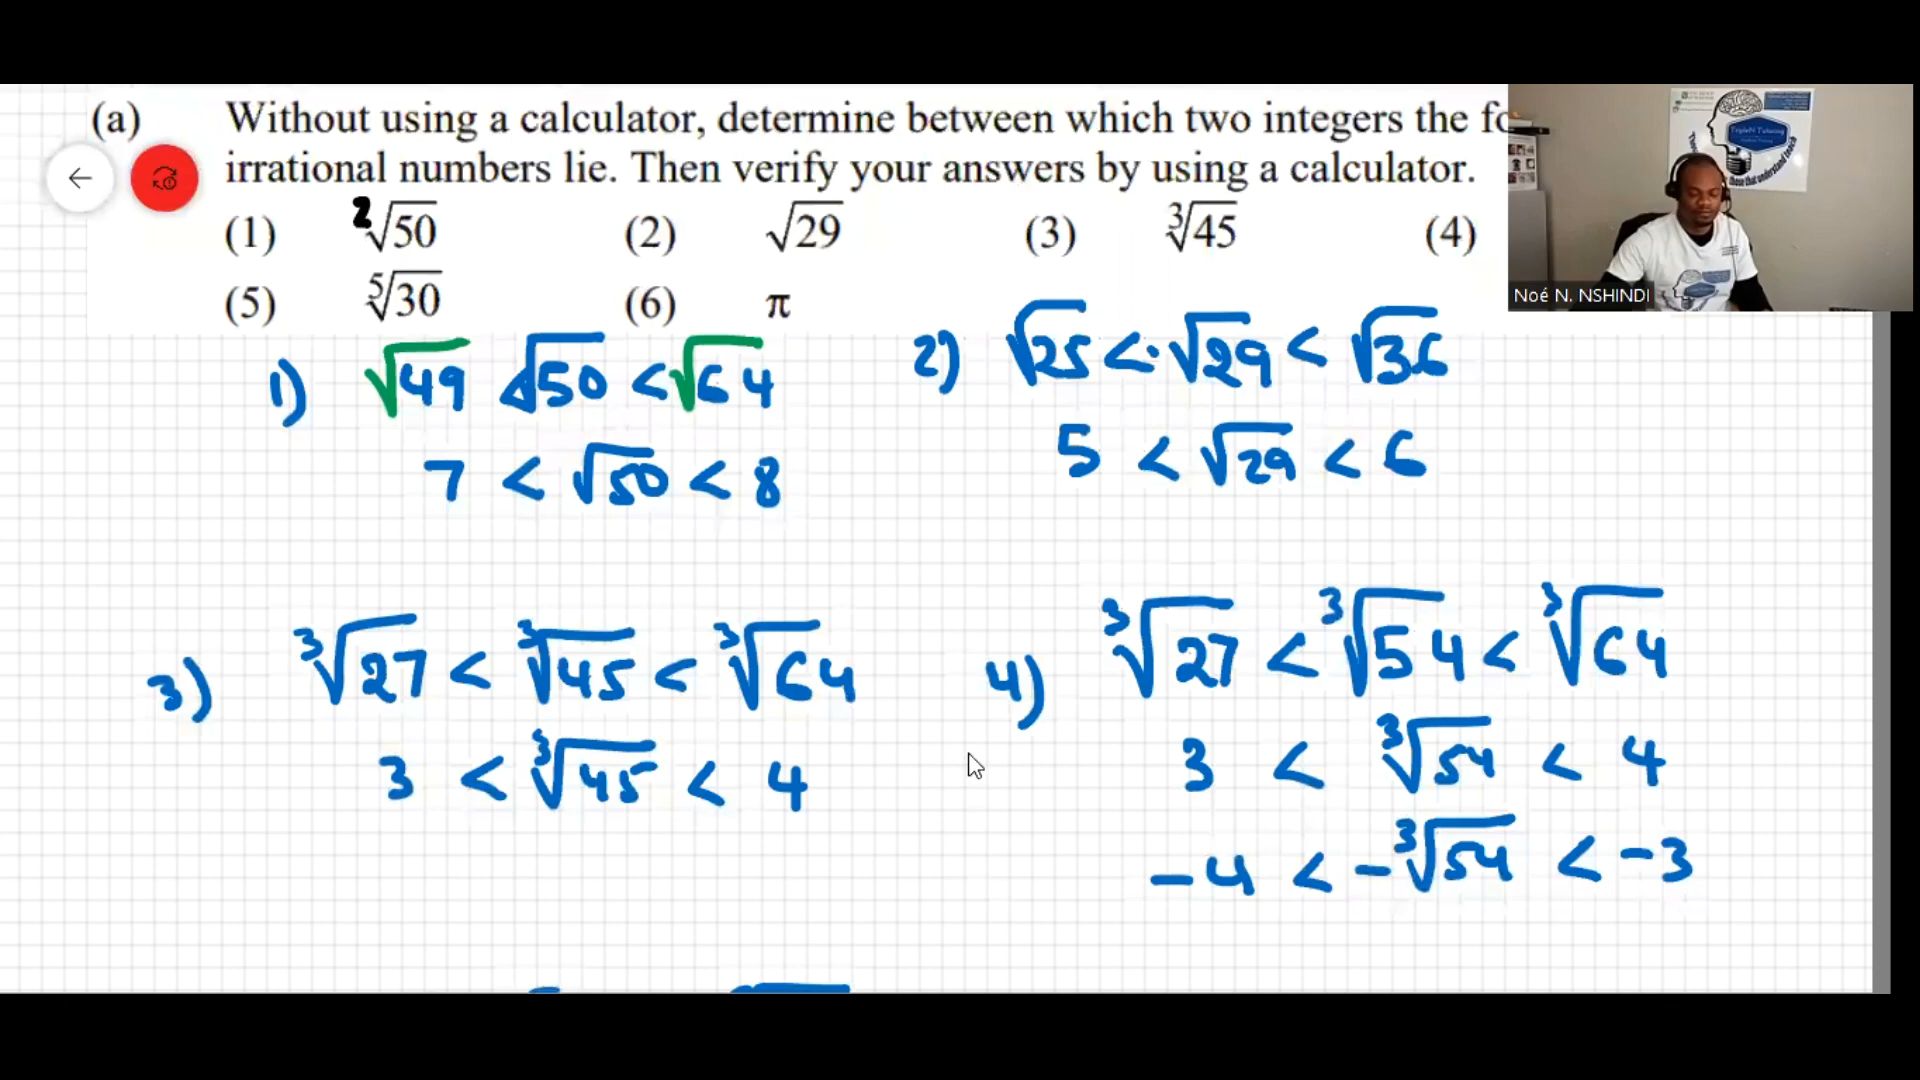 (a) Without using a calculator, determine between which two integers the fo
irrational numbers lie. Then verify your answers by using a calculator.
(1) ²√50 (2) √29 (3) ∛45 (4)
(5) ⁵√30 (6) π
Noé N. NSHINDI
TripleN Tutoring
1) √49 < √50 < √64
7 < √50 < 8
2) √25 < √29 < √36
5 < √29 < 6
3) ∛27 < ∛45 < ∛64
3 < ∛45 < 4
4) ∛27 < ∛54 < ∛64
3 < ∛54 < 4
-4 < -∛54 < -3